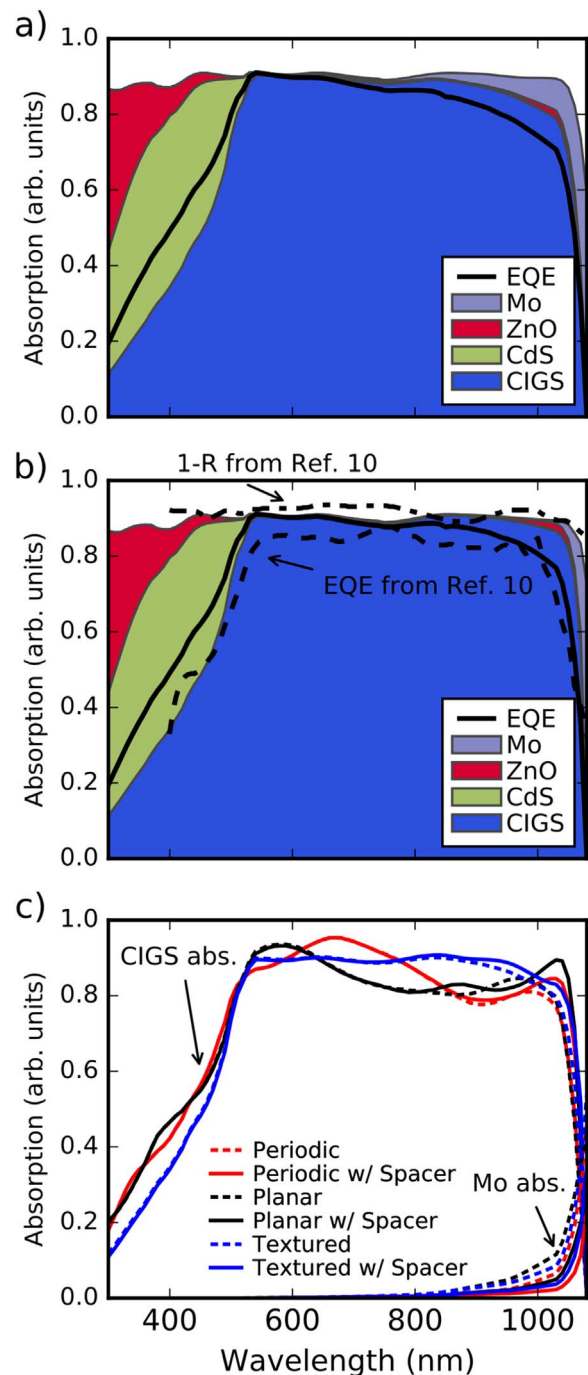 a)
1.0
0.8
0.6
0.4
0.2
0.0
Absorption (arb. units)
EQE
Mo
ZnO
CdS
CIGS
b)
1.0
0.8
0.6
0.4
0.2
0.0
Absorption (arb. units)
1-R from Ref. 10
EQE from Ref. 10
EQE
Mo
ZnO
CdS
CIGS
c)
1.0
0.8
0.6
0.4
0.2
0.0
Absorption (arb. units)
CIGS abs.
Periodic
Periodic w/ Spacer
Planar
Planar w/ Spacer
Textured
Textured w/ Spacer
Mo abs.
400 600 800 1000
Wavelength (nm)